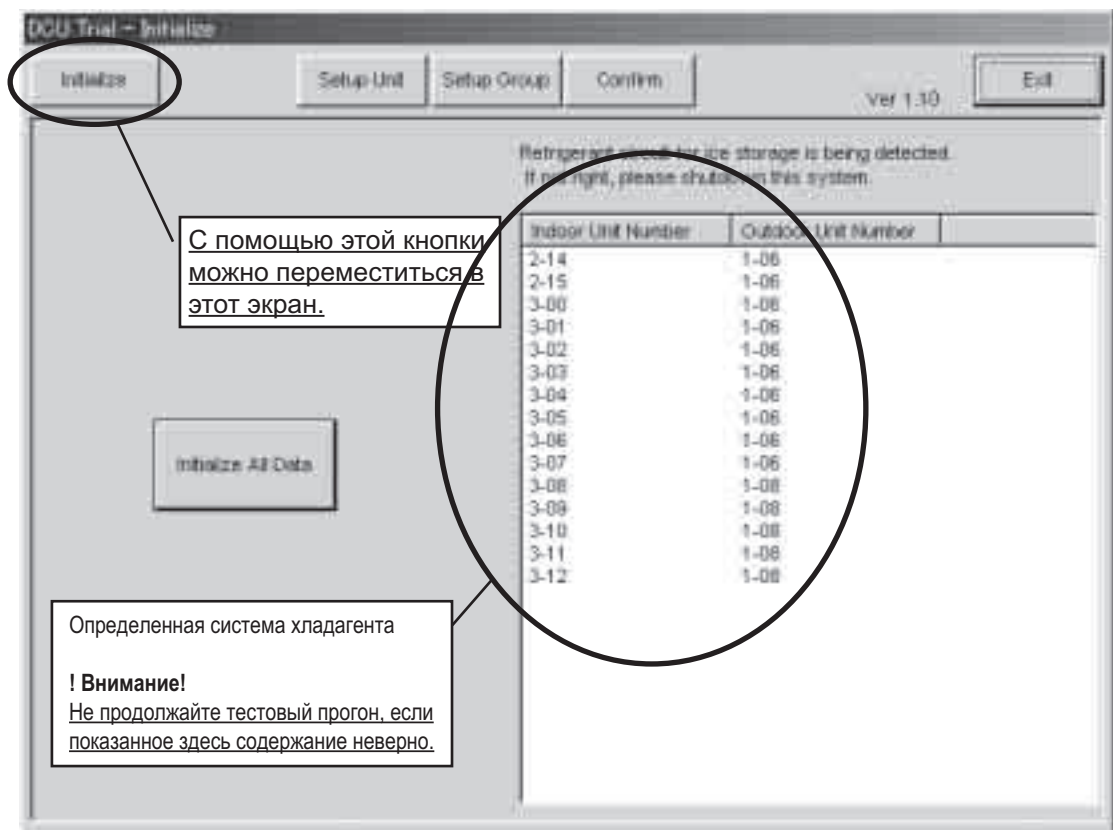 DCU Trial - Initialize
Initialize
Setup Unit
Setup Group
Confirm
Ver 1.10
Exit
Refrigerant circuit for ice storage is being detected.
If not right, please shutdown this system.
С помощью этой кнопки
можно переместиться в
этот экран.
Indoor Unit Number Outdoor Unit Number
2-14 1-06
2-15 1-06
3-00
3-01 1-06
3-02 1-06
3-03 1-06
3-04 1-06
3-05 1-06
3-06 1-06
3-07 1-06
3-08 1-08
3-09 1-08
3-10 1-08
3-11
3-12 1-08
Initialize All Data
Определенная система хладагента
! Внимание!
Не продолжайте тестовый прогон, если
показанное здесь содержание неверно.